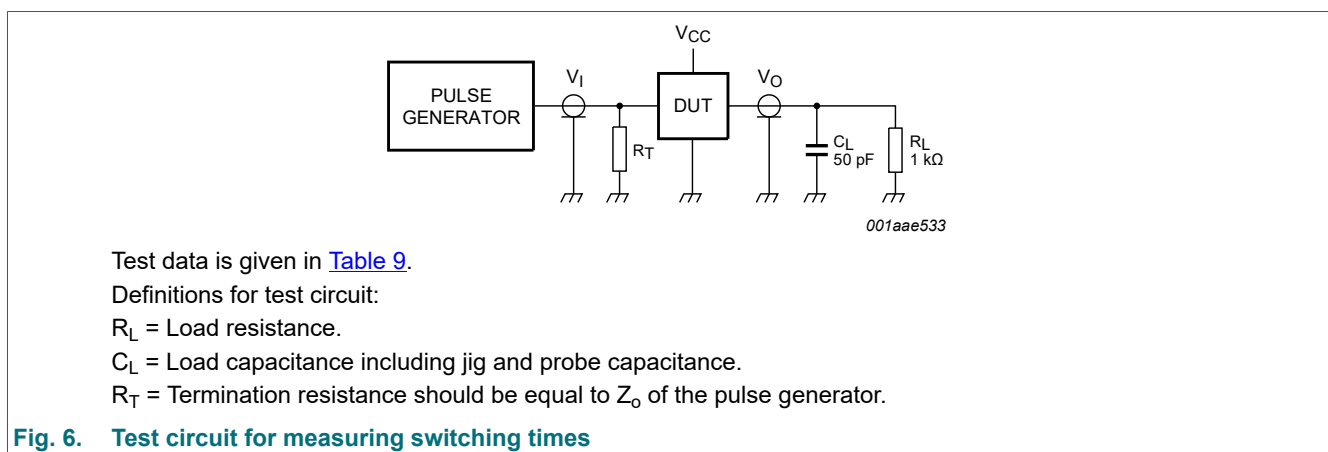 VCC
PULSE
GENERATOR
VI
DUT
VO
RT
CL
50 pF
RL
1 kΩ
001aae533
Test data is given in Table 9.
Definitions for test circuit:
RL = Load resistance.
CL = Load capacitance including jig and probe capacitance.
RT = Termination resistance should be equal to Zo of the pulse generator.
Fig. 6. Test circuit for measuring switching times